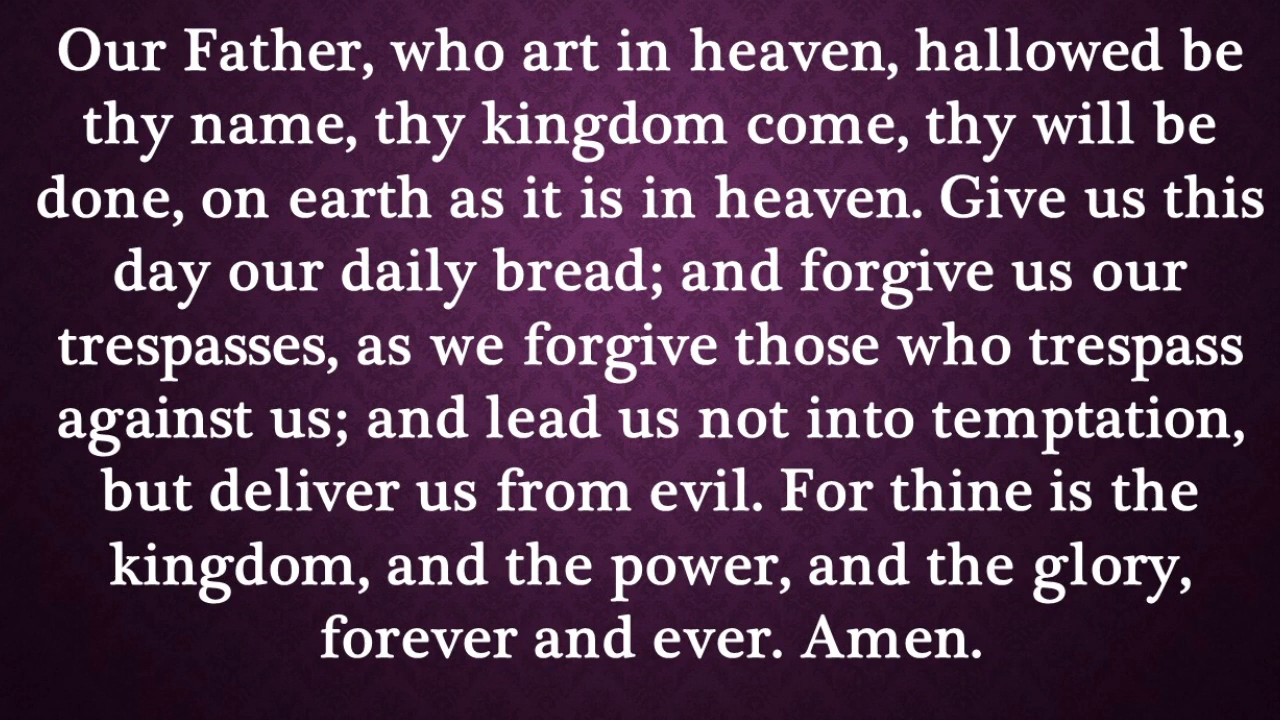 Our Father, who art in heaven, hallowed be
thy name, thy kingdom come, thy will be
done, on earth as it is in heaven. Give us this
day our daily bread; and forgive us our
trespasses, as we forgive those who trespass
against us; and lead us not into temptation,
but deliver us from evil. For thine is the
kingdom, and the power, and the glory,
forever and ever. Amen.